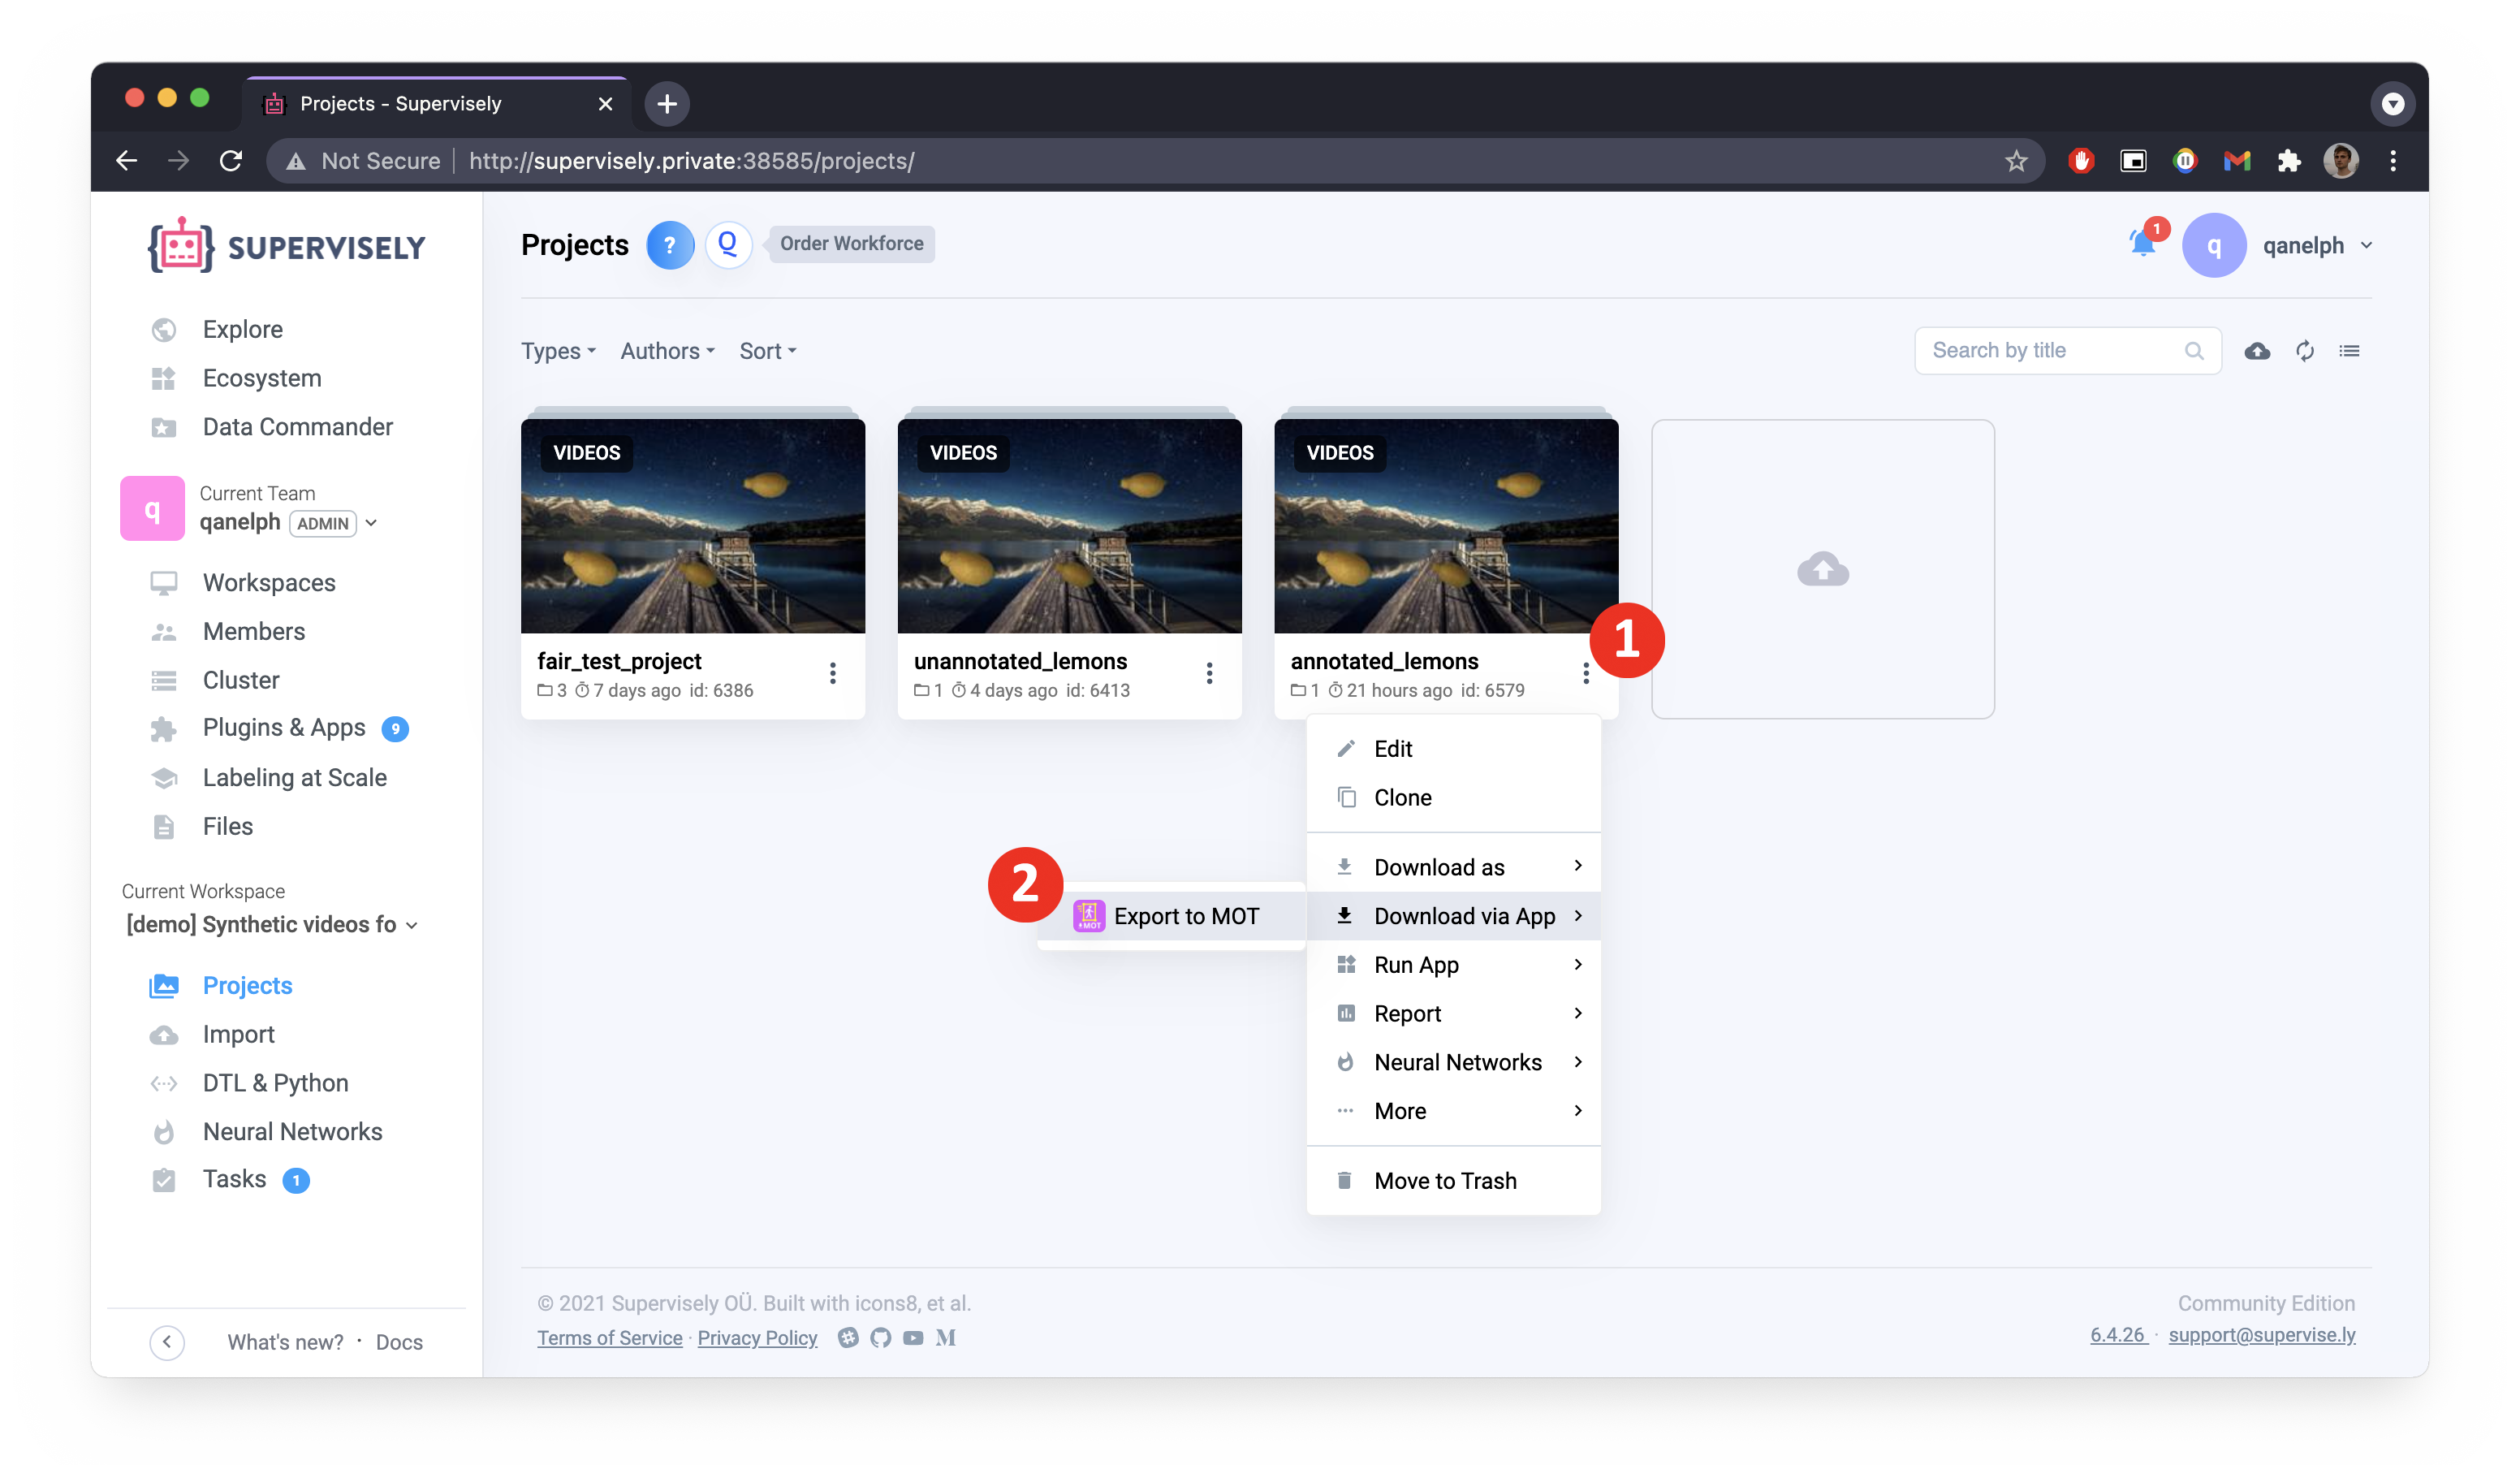 Projects - Supervisely
Not Secure http://supervisely.private:38585/projects/
SUPERVISELY
Explore
Ecosystem
Data Commander
q
Current Team
qanelph ADMIN
Workspaces
Members
Cluster
Plugins & Apps 9
Labeling at Scale
Files
Current Workspace
[demo] Synthetic videos fo
Projects
Import
DTL & Python
Neural Networks
Tasks 1
What's new? · Docs
Projects ? Q Order Workforce
1 q qanelph
Types Authors Sort
Search by title
VIDEOS
fair_test_project
3 7 days ago id: 6386
VIDEOS
unannotated_lemons
1 4 days ago id: 6413
VIDEOS
annotated_lemons
1 21 hours ago id: 6579
1
Edit
Clone
Download as
Download via App
2
MOT
Export to MOT
Run App
Report
Neural Networks
More
Move to Trash
© 2021 Supervisely OÜ. Built with icons8, et al.
Terms of Service · Privacy Policy
Community Edition
6.4.26 · support@supervise.ly